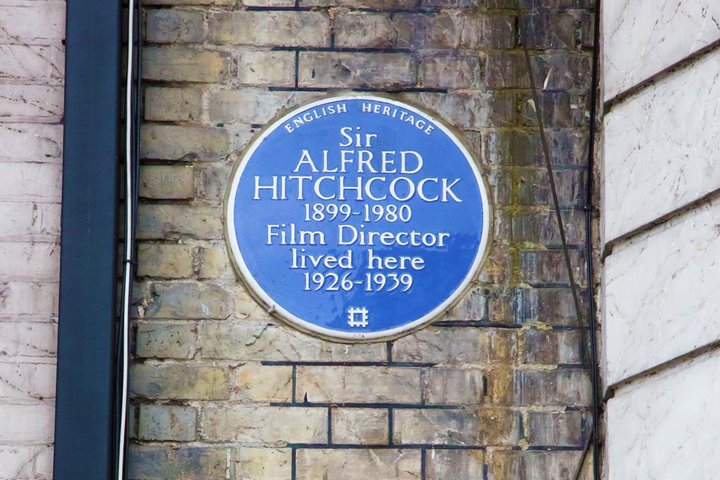 ENGLISH HERITAGE
Sir
ALFRED
HITCHCOCK
1899-1980
Film Director
lived here
1926-1939